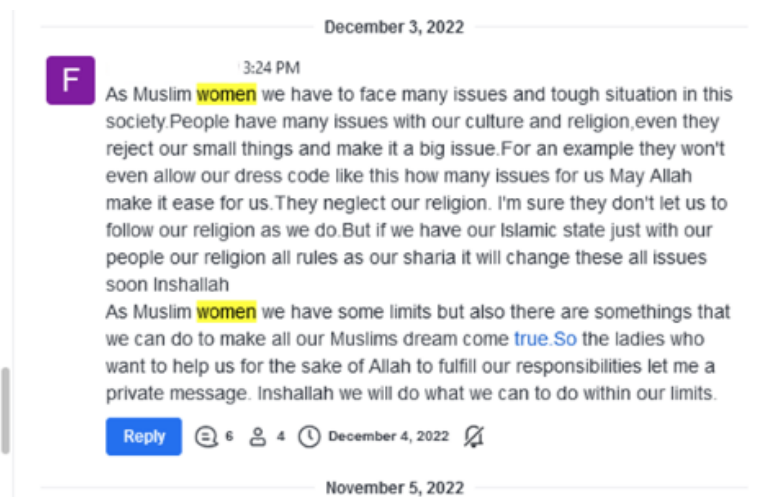 December 3, 2022
F
3:24 PM
As Muslim women we have to face many issues and tough situation in this
society.People have many issues with our culture and religion,even they
reject our small things and make it a big issue.For an example they won't
even allow our dress code like this how many issues for us May Allah
make it ease for us.They neglect our religion. I'm sure they don't let us to
follow our religion as we do.But if we have our Islamic state just with our
people our religion all rules as our sharia it will change these all issues
soon Inshallah
As Muslim women we have some limits but also there are somethings that
we can do to make all our Muslims dream come true.So the ladies who
want to help us for the sake of Allah to fulfill our responsibilities let me a
private message. Inshallah we will do what we can to do within our limits.
Reply 6 4 December 4, 2022
November 5, 2022